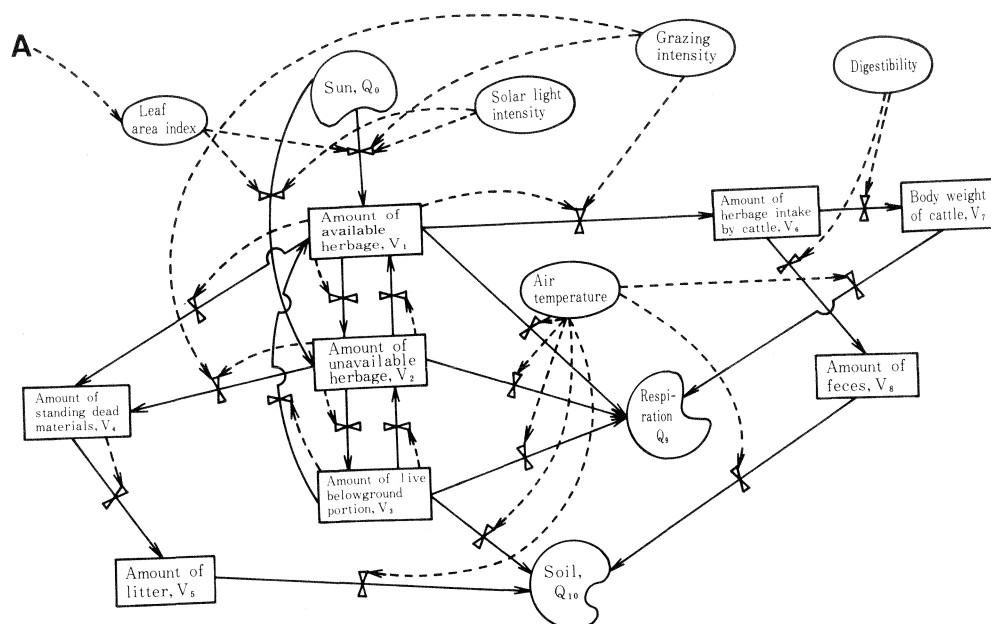 A
Sun, Q₀
Grazing
intensity
Digestibility
Leaf
area index
Solar light
intensity
Amount of
available
herbage, V₁
Amount of
herbage intake
by cattle, V₆
Body weight
of cattle, V₇
Air
temperature
Amount of
unavailable
herbage, V₂
Amount of
feces, V₈
Amount of
standing dead
materials, V₄
Respi-
ration
Q₉
Amount of live
belowground
portion, V₃
Amount of
litter, V₅
Soil,
Q₁₀